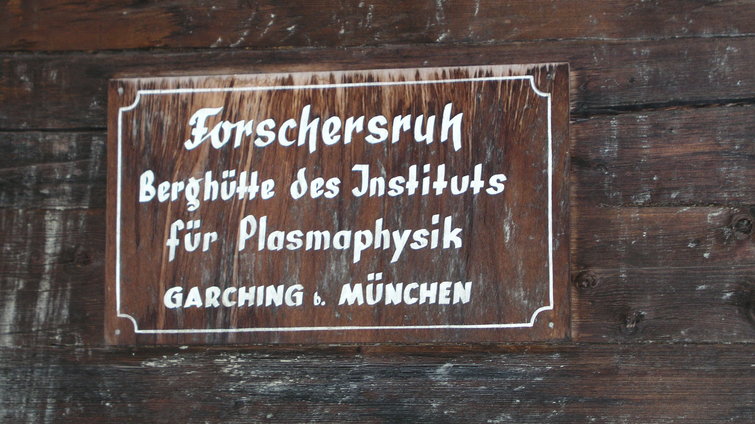 Forschersruh
Berghütte des Instituts
für Plasmaphysik
GARCHING b. MÜNCHEN